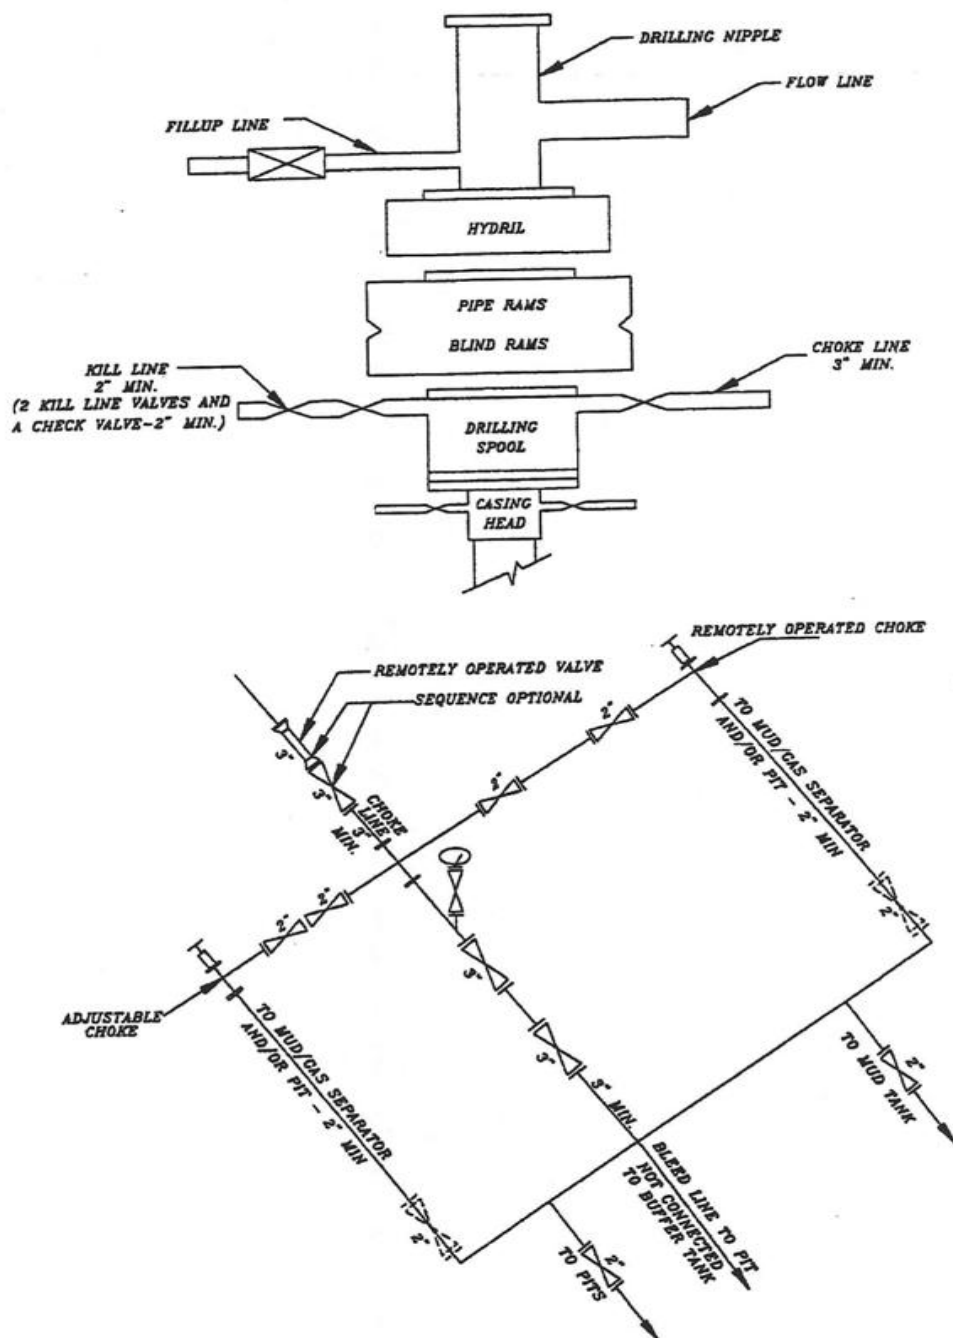 DRILLING NIPPLE
FLOW LINE
FILLUP LINE
HYDRIL
PIPE RAMS
BLIND RAMS
KILL LINE
2" MIN.
(2 KILL LINE VALVES AND
A CHECK VALVE-2" MIN.)
CHOKE LINE
3" MIN.
DRILLING
SPOOL
CASING
HEAD
REMOTELY OPERATED CHOKE
REMOTELY OPERATED VALVE
SEQUENCE OPTIONAL
3"
3"
CHOKE
LINE
3"
MIN.
2"
2"
TO MUD/GAS SEPARATOR
AND/OR PIT - 2" MIN
2"
2"
2"
3"
ADJUSTABLE
CHOKE
TO MUD/GAS SEPARATOR
AND/OR PIT - 2" MIN
2"
3"
3" MIN.
BLEED LINE TO PIT
NOT CONNECTED
TO BUFFER TANK
2"
TO MUD TANK
2"
TO PITS